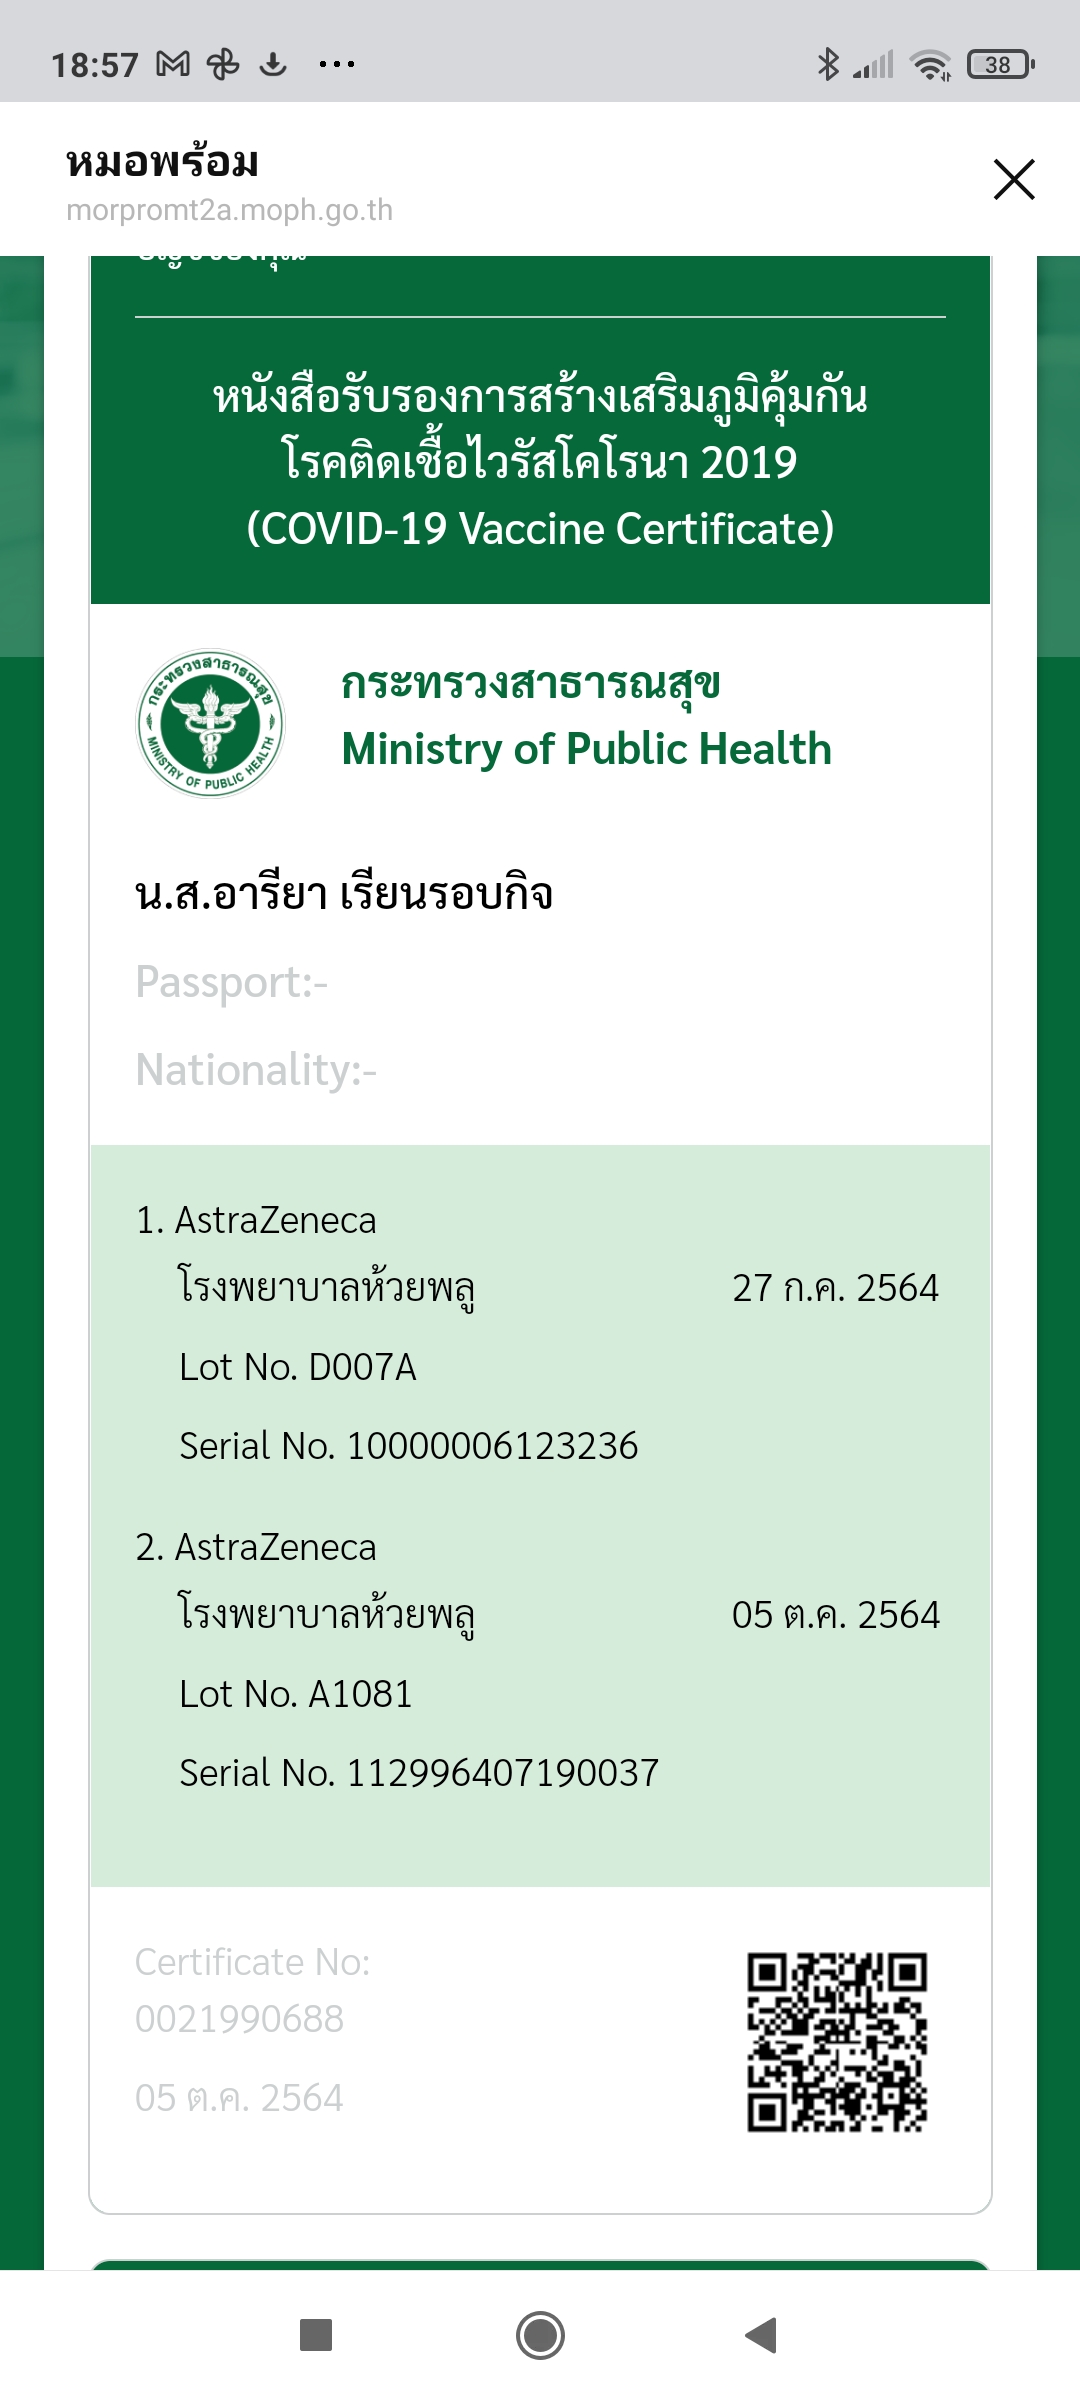 18:57
38
หมอพร้อม
morpromt2a.moph.go.th
หนังสือรับรองการสร้างเสริมภูมิคุ้มกัน
โรคติดเชื้อไวรัสโคโรนา 2019
(COVID-19 Vaccine Certificate)
กระทรวงสาธารณสุข
MINISTRY OF PUBLIC HEALTH
กระทรวงสาธารณสุข
Ministry of Public Health
น.ส.อารียา เรียนรอบกิจ
Passport:-
Nationality:-
1. AstraZeneca
โรงพยาบาลห้วยพลู 27 ก.ค. 2564
Lot No. D007A
Serial No. 10000006123236
2. AstraZeneca
โรงพยาบาลห้วยพลู 05 ต.ค. 2564
Lot No. A1081
Serial No. 112996407190037
Certificate No:
0021990688
05 ต.ค. 2564